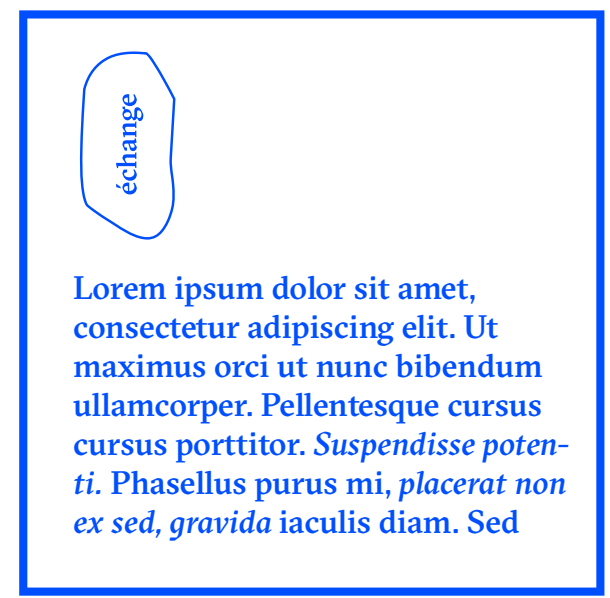 échange
Lorem ipsum dolor sit amet,
consectetur adipiscing elit. Ut
maximus orci ut nunc bibendum
ullamcorper. Pellentesque cursus
cursus porttitor. Suspendisse poten-
ti. Phasellus purus mi, placerat non
ex sed, gravida iaculis diam. Sed